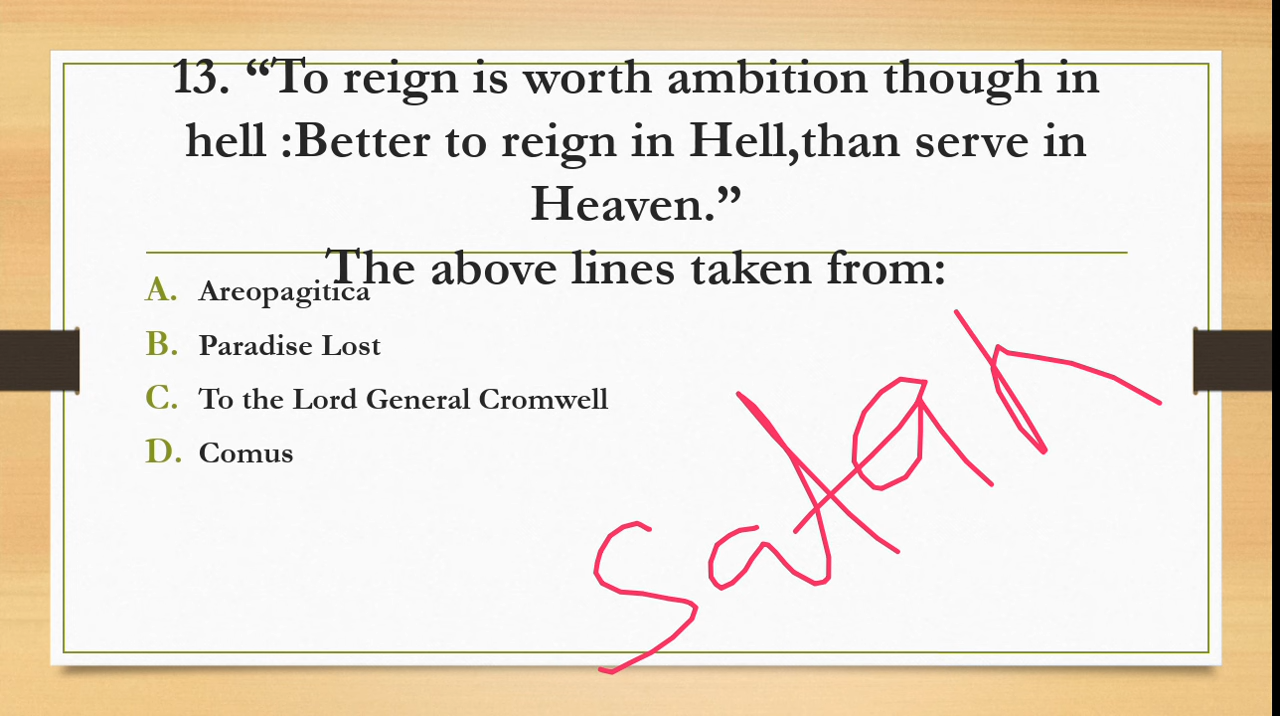 13. “To reign is worth ambition though in
hell :Better to reign in Hell,than serve in
Heaven.”
The above lines taken from:
A. Areopagitica
B. Paradise Lost
C. To the Lord General Cromwell
D. Comus
Satan